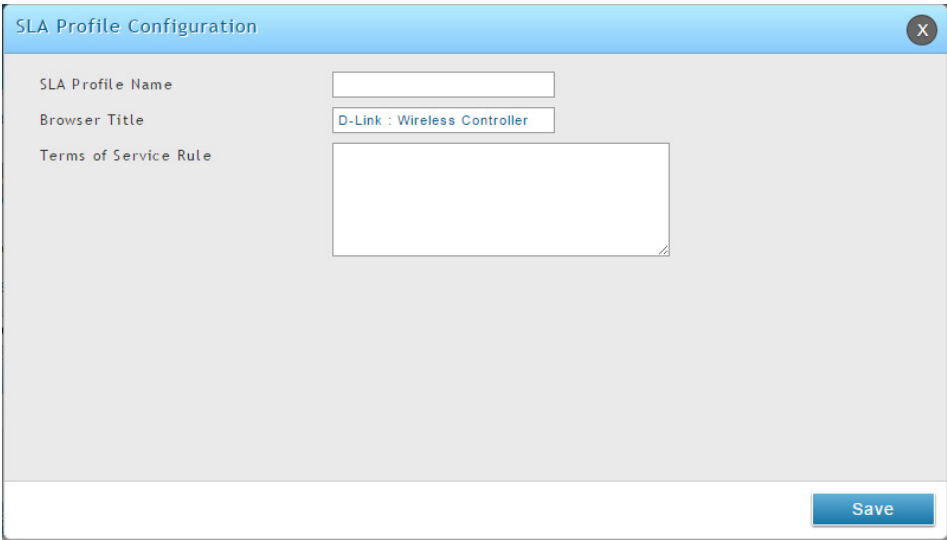 SLA Profile Configuration
X
SLA Profile Name
Browser Title
D-Link : Wireless Controller
Terms of Service Rule
Save